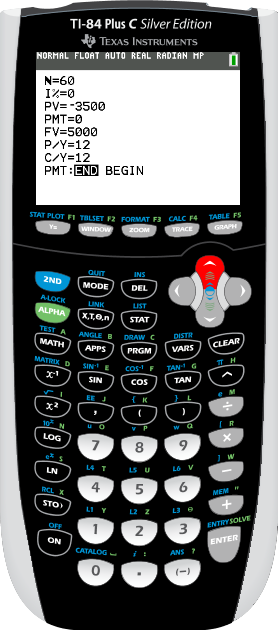 TI-84 Plus C Silver Edition
TEXAS INSTRUMENTS
NORMAL FLOAT AUTO REAL RADIAN MP
N=60
I%=0
PV=-3500
PMT=0
FV=5000
P/Y=12
C/Y=12
PMT:END BEGIN
STAT PLOT F1 TBLSET F2 FORMAT F3 CALC F4 TABLE F5
Y= WINDOW ZOOM TRACE GRAPH
QUIT INS
2ND MODE DEL
A-LOCK LINK LIST
ALPHA X,T,Θ,n STAT
TEST A ANGLE B DRAW C DISTR
MATH APPS PRGM VARS CLEAR
MATRIX D SIN⁻¹ E COS⁻¹ F TAN⁻¹ G π H
x⁻¹ SIN COS TAN ^
√ I EE J { K } L e M
x² , ( ) ÷
10ˣ N u O v P w Q [ R
LOG 7 8 9 ×
eˣ S L4 T L5 U L6 V ] W
LN 4 5 6 −
RCL X L1 Y L2 Z L3 θ MEM "
STO› 1 2 3 +
OFF CATALOG ⎵ i : ANS ? ENTRY SOLVE
ON 0 . (−) ENTER